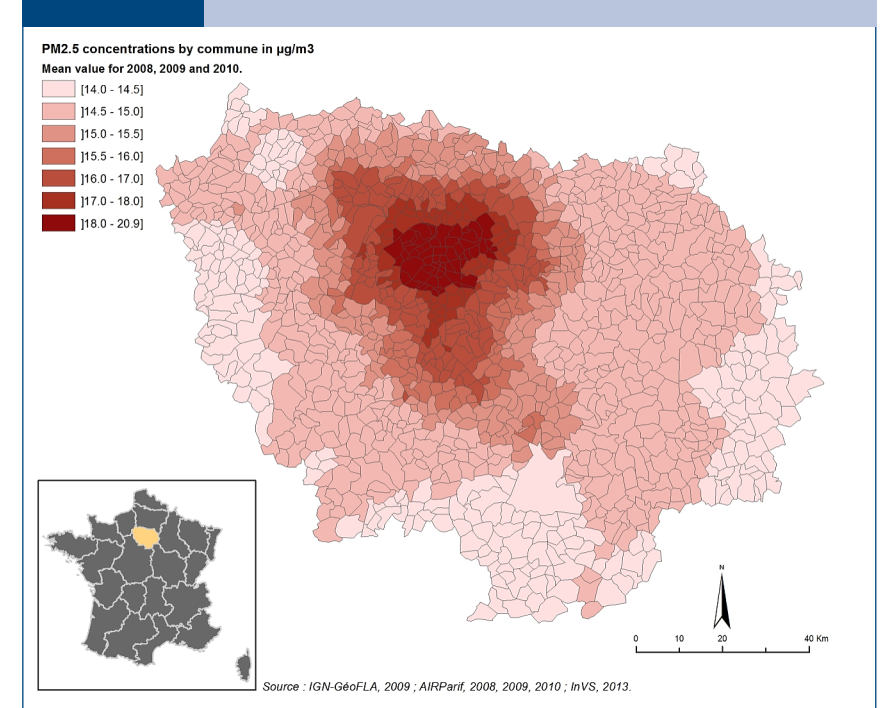 PM2.5 concentrations by commune in µg/m3
Mean value for 2008, 2009 and 2010.
]14.0 - 14.5]
]14.5 - 15.0]
]15.0 - 15.5]
]15.5 - 16.0]
]16.0 - 17.0]
]17.0 - 18.0]
]18.0 - 20.9]
N
0 10 20 40 Km
Source : IGN-GéoFLA, 2009 ; AIRParif, 2008, 2009, 2010 ; InVS, 2013.